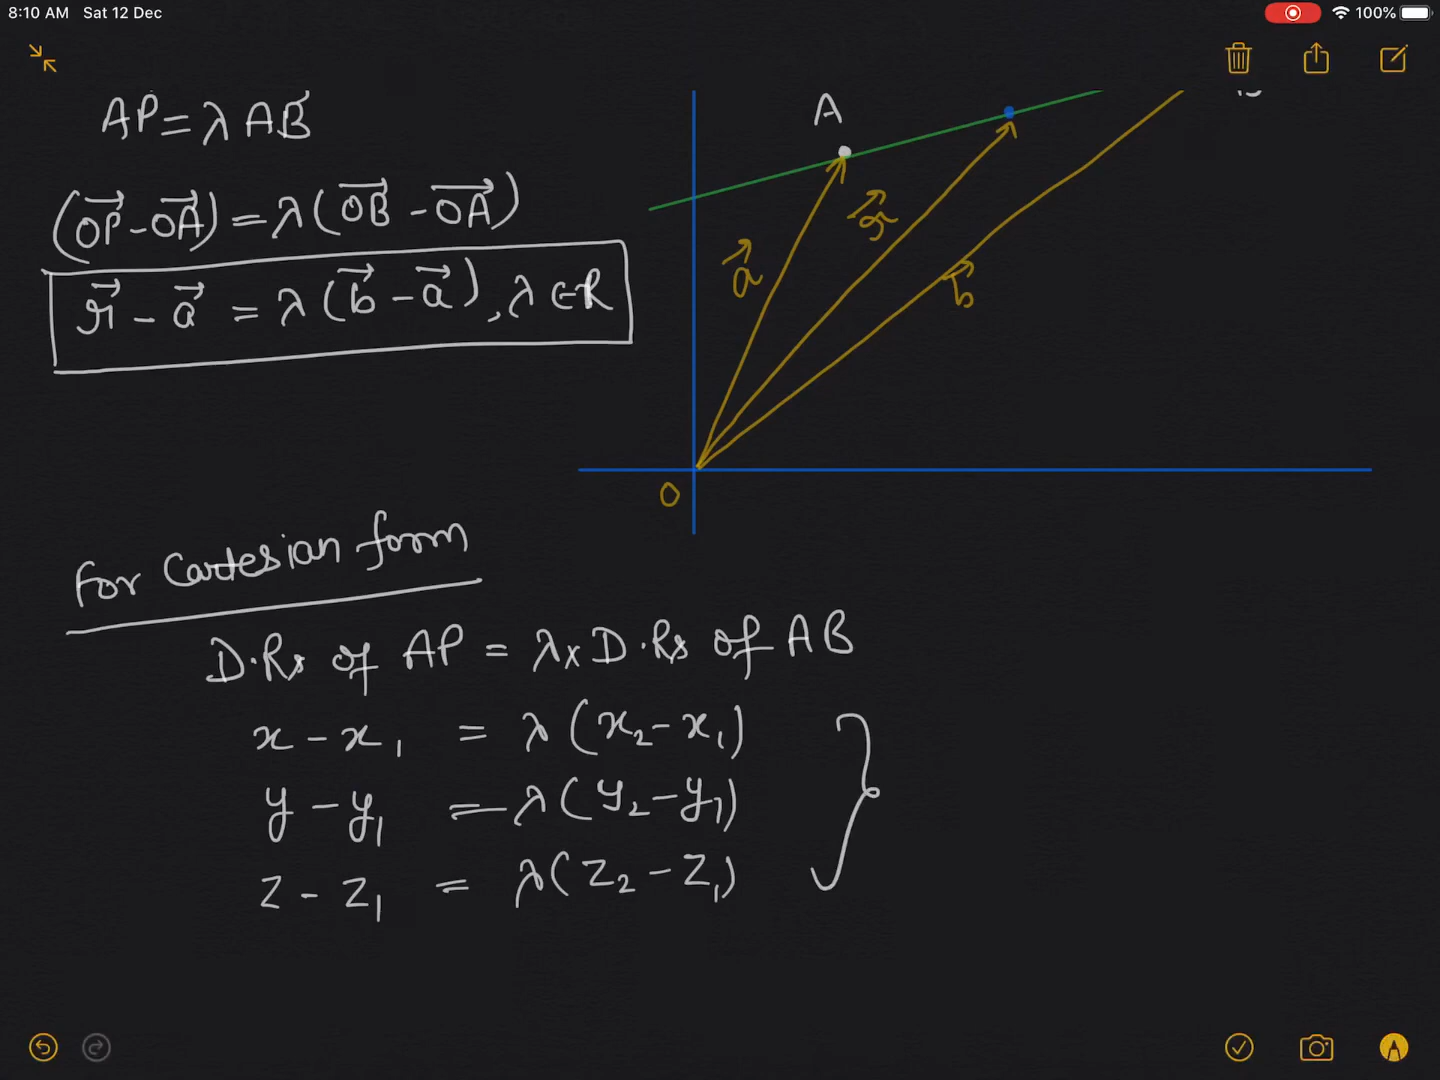 8:10 AM Sat 12 Dec
100%
AP = λ AB
(OP⃗ - OA⃗) = λ(OB⃗ - OA⃗)
r⃗ - a⃗ = λ(b⃗ - a⃗), λ ∈ R
A
a⃗
r⃗
b⃗
O
For Cartesian form
D.Rs of AP = λ x D.Rs of AB
x - x₁ = λ(x₂ - x₁)
y - y₁ = λ(y₂ - y₁)
z - z₁ = λ(z₂ - z₁)